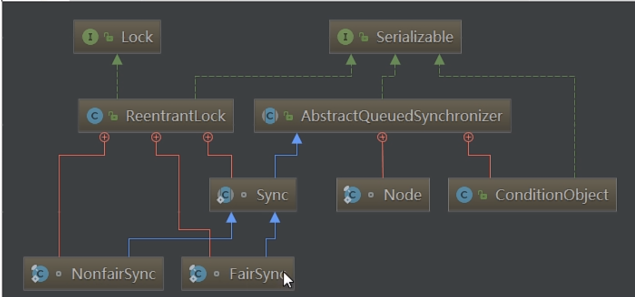 I Lock
I Serializable
C ReentrantLock
C AbstractQueuedSynchronizer
C Sync
C Node
C ConditionObject
C NonfairSync
C FairSync